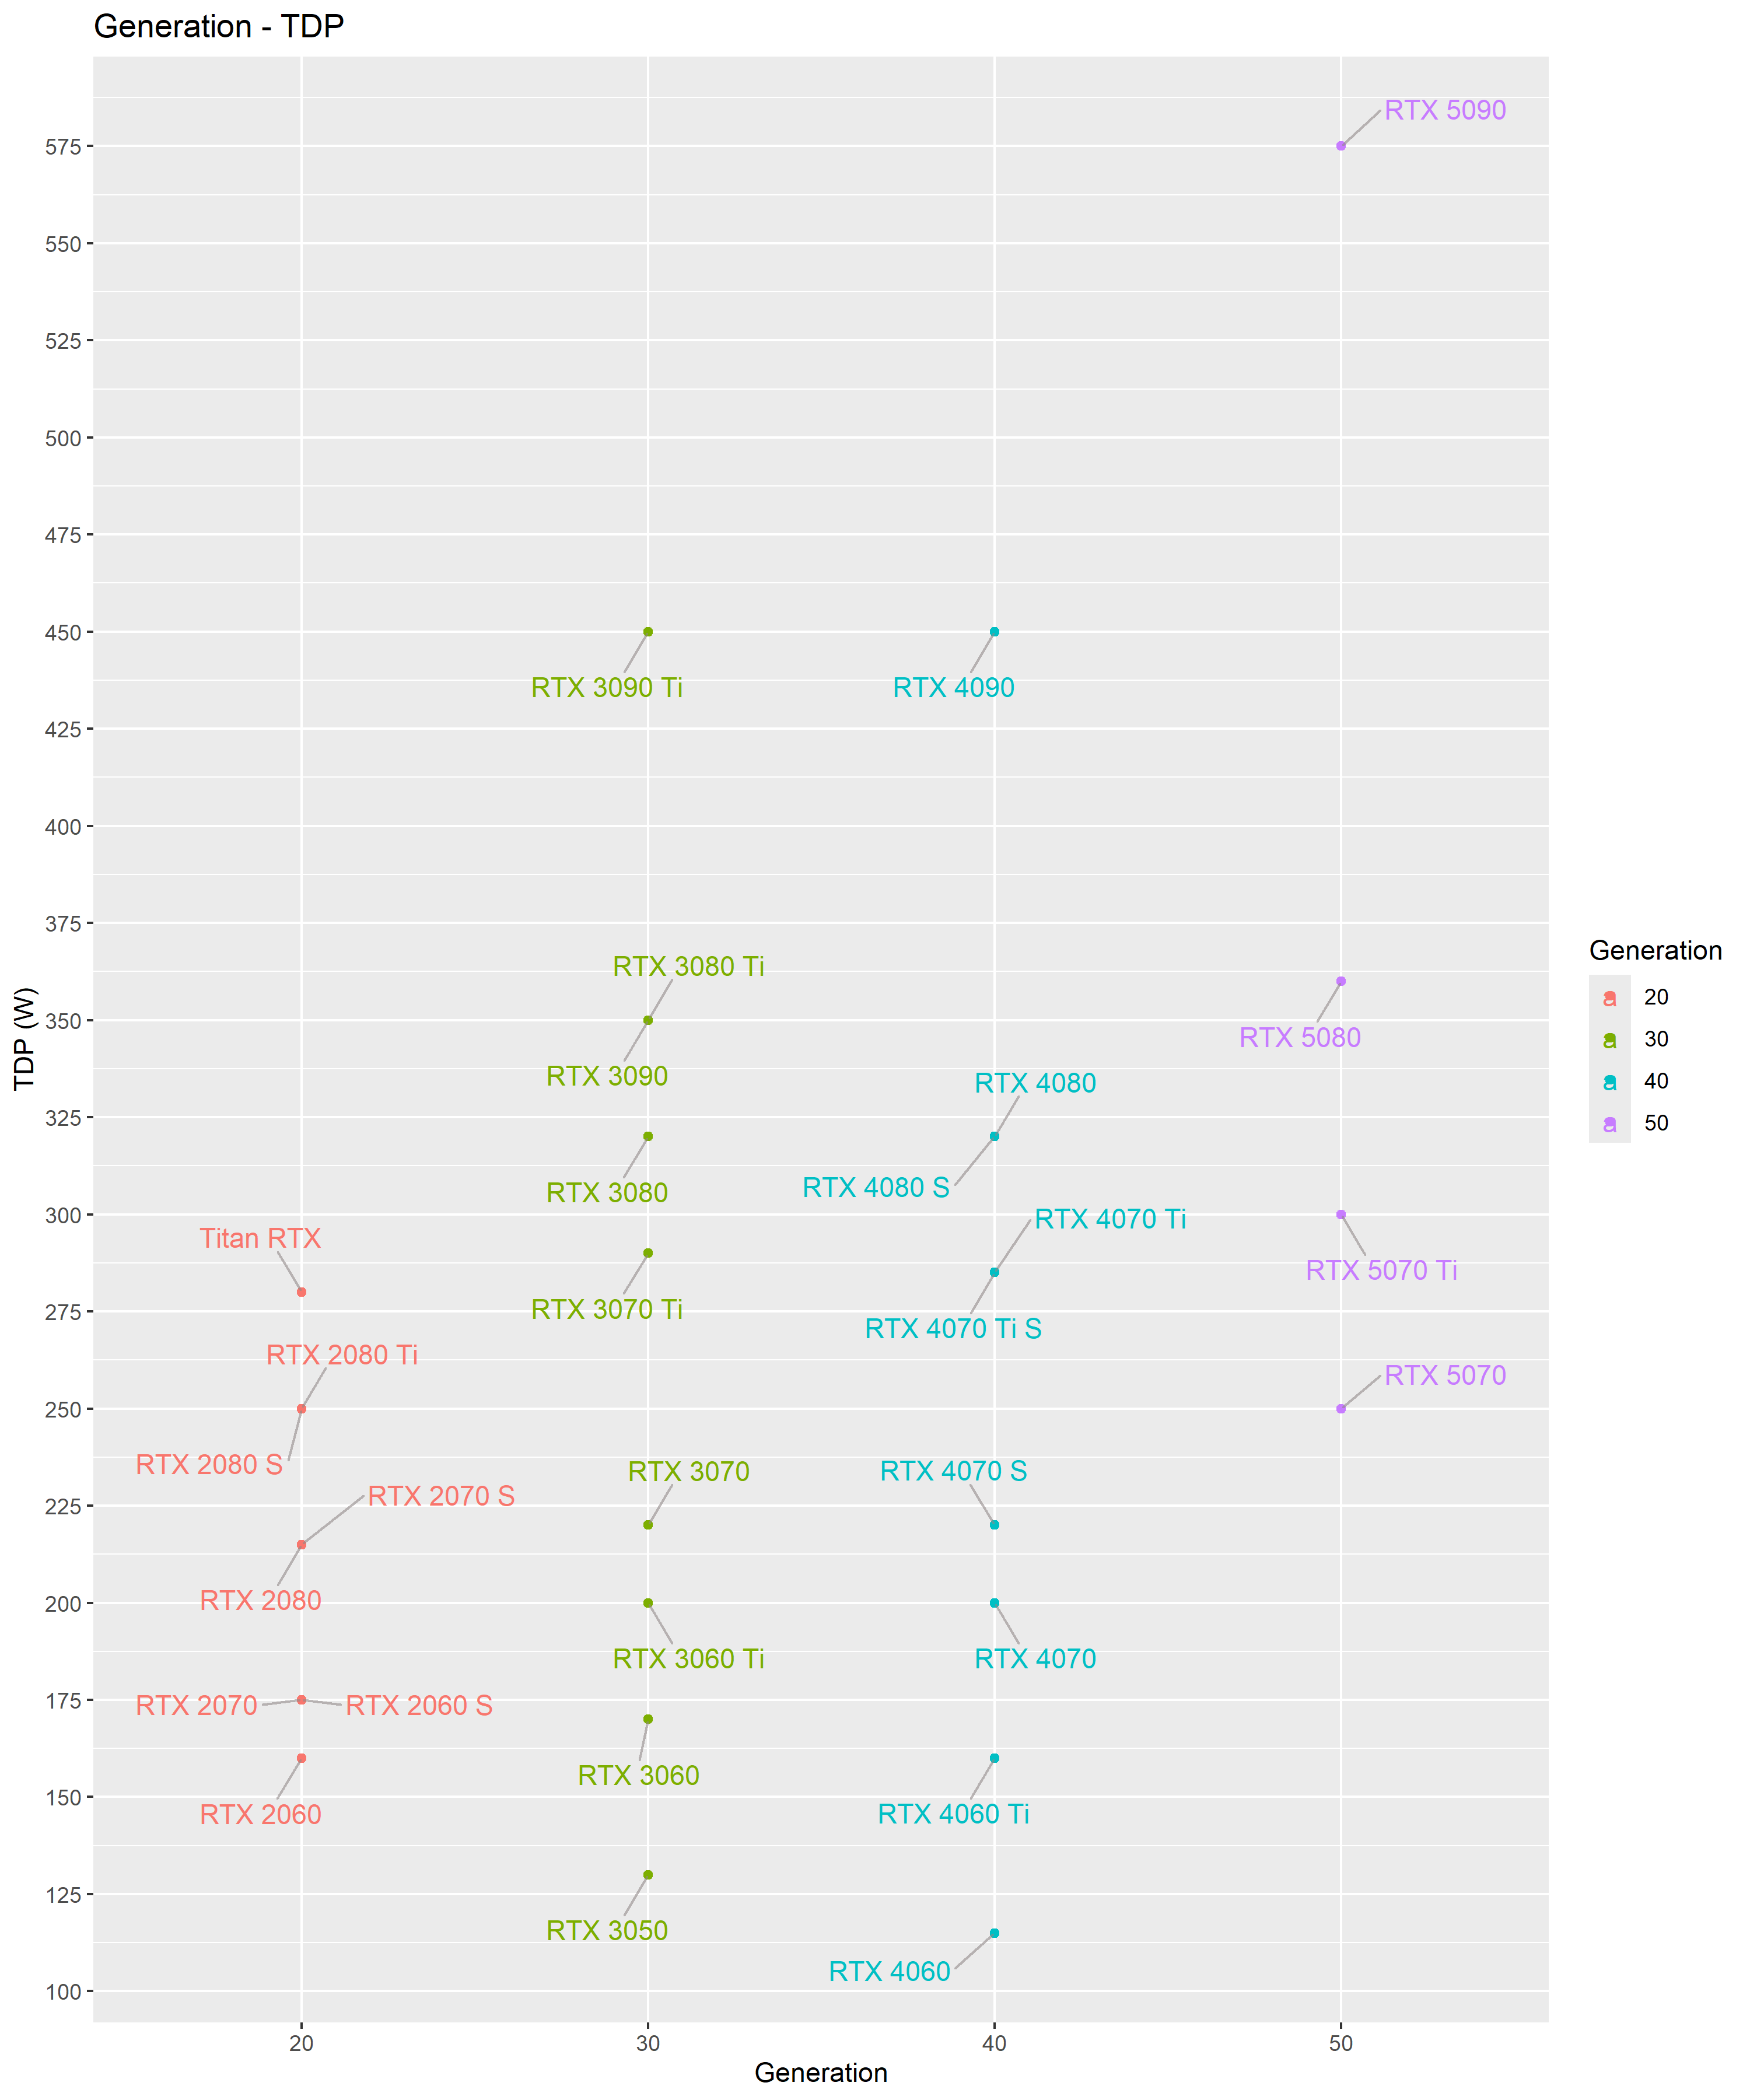 Generation - TDP
RTX 5090
575
550
525
500
475
450
RTX 3090 Ti
RTX 4090
425
400
375
RTX 3080 Ti
350
RTX 5080
RTX 3090
RTX 4080
325
RTX 4080 S
RTX 3080
300
RTX 4070 Ti
Titan RTX
RTX 5070 Ti
RTX 3070 Ti
275
RTX 4070 Ti S
RTX 2080 Ti
RTX 5070
250
RTX 2080 S
RTX 3070
RTX 4070 S
RTX 2070 S
225
RTX 2080
200
RTX 3060 Ti
RTX 4070
175
RTX 2070
RTX 2060 S
RTX 3060
150
RTX 2060
RTX 4060 Ti
125
RTX 3050
RTX 4060
100
TDP (W)
20
30
40
50
Generation
Generation
a 20
a 30
a 40
a 50